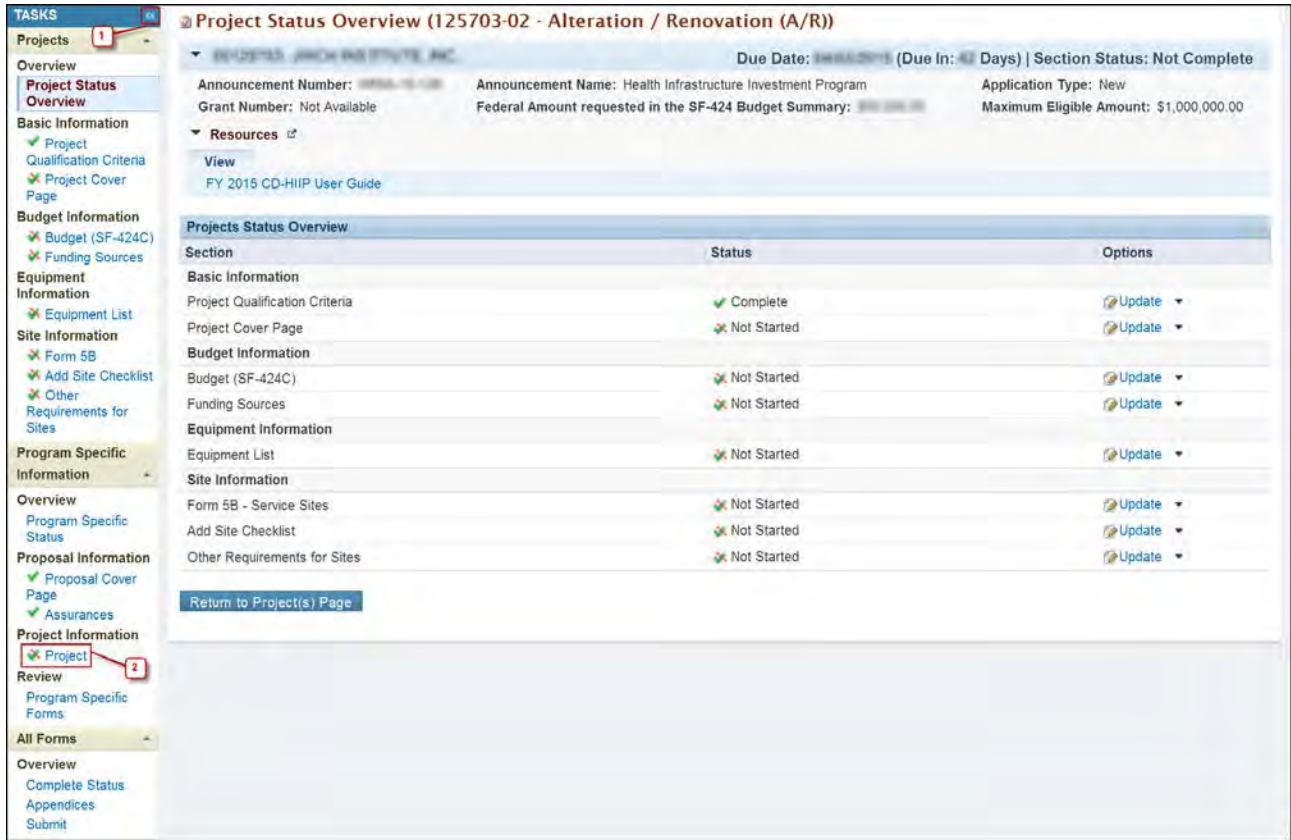 TASKS
1
Projects
Overview
Project Status
Overview
Basic Information
Project
Qualification Criteria
Project Cover
Page
Budget Information
Budget (SF-424C)
Funding Sources
Equipment
Information
Equipment List
Site Information
Form 5B
Add Site Checklist
Other
Requirements for
Sites
Program Specific
Information
Overview
Program Specific
Status
Proposal Information
Proposal Cover
Page
Assurances
Project Information
Project
2
Review
Program Specific
Forms
All Forms
Overview
Complete Status
Appendices
Submit
Project Status Overview (125703-02 - Alteration / Renovation (A/R))
Due Date: (Due In: Days) | Section Status: Not Complete
Announcement Number: Announcement Name: Health Infrastructure Investment Program Application Type: New
Grant Number: Not Available Federal Amount requested in the SF-424 Budget Summary: Maximum Eligible Amount: $1,000,000.00
Resources
View
FY 2015 CD-HIIP User Guide
Projects Status Overview
Section Status Options
Basic Information
Project Qualification Criteria Complete Update
Project Cover Page Not Started Update
Budget Information
Budget (SF-424C) Not Started Update
Funding Sources Not Started Update
Equipment Information
Equipment List Not Started Update
Site Information
Form 5B - Service Sites Not Started Update
Add Site Checklist Not Started Update
Other Requirements for Sites Not Started Update
Return to Project(s) Page